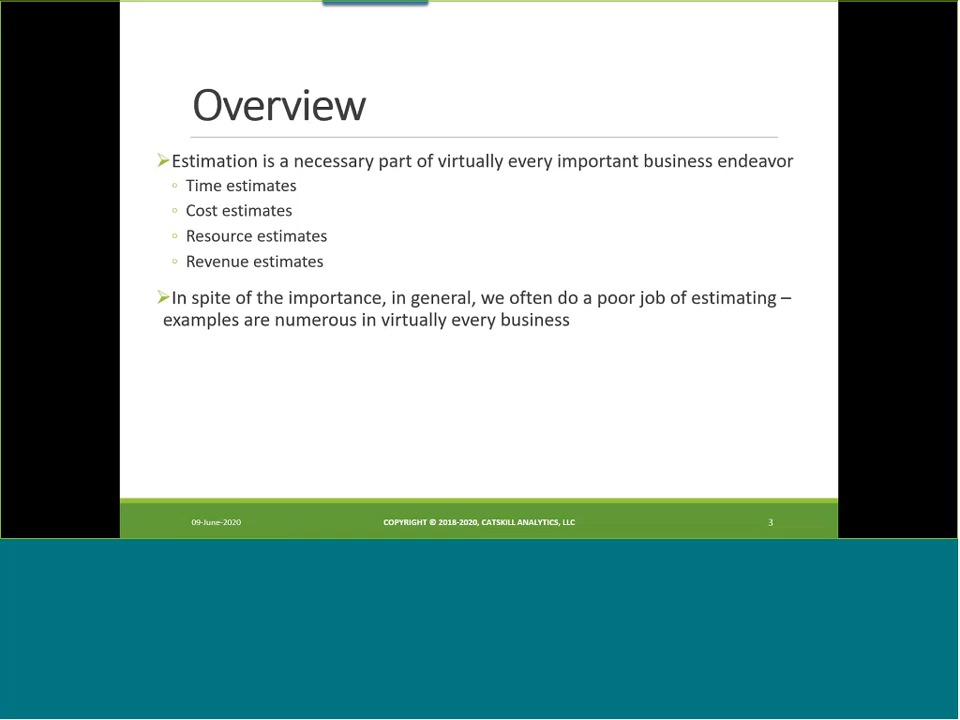 Overview
Estimation is a necessary part of virtually every important business endeavor
Time estimates
Cost estimates
Resource estimates
Revenue estimates
In spite of the importance, in general, we often do a poor job of estimating –
examples are numerous in virtually every business
09-June-2020
COPYRIGHT © 2018-2020, CATSKILL ANALYTICS, LLC
3